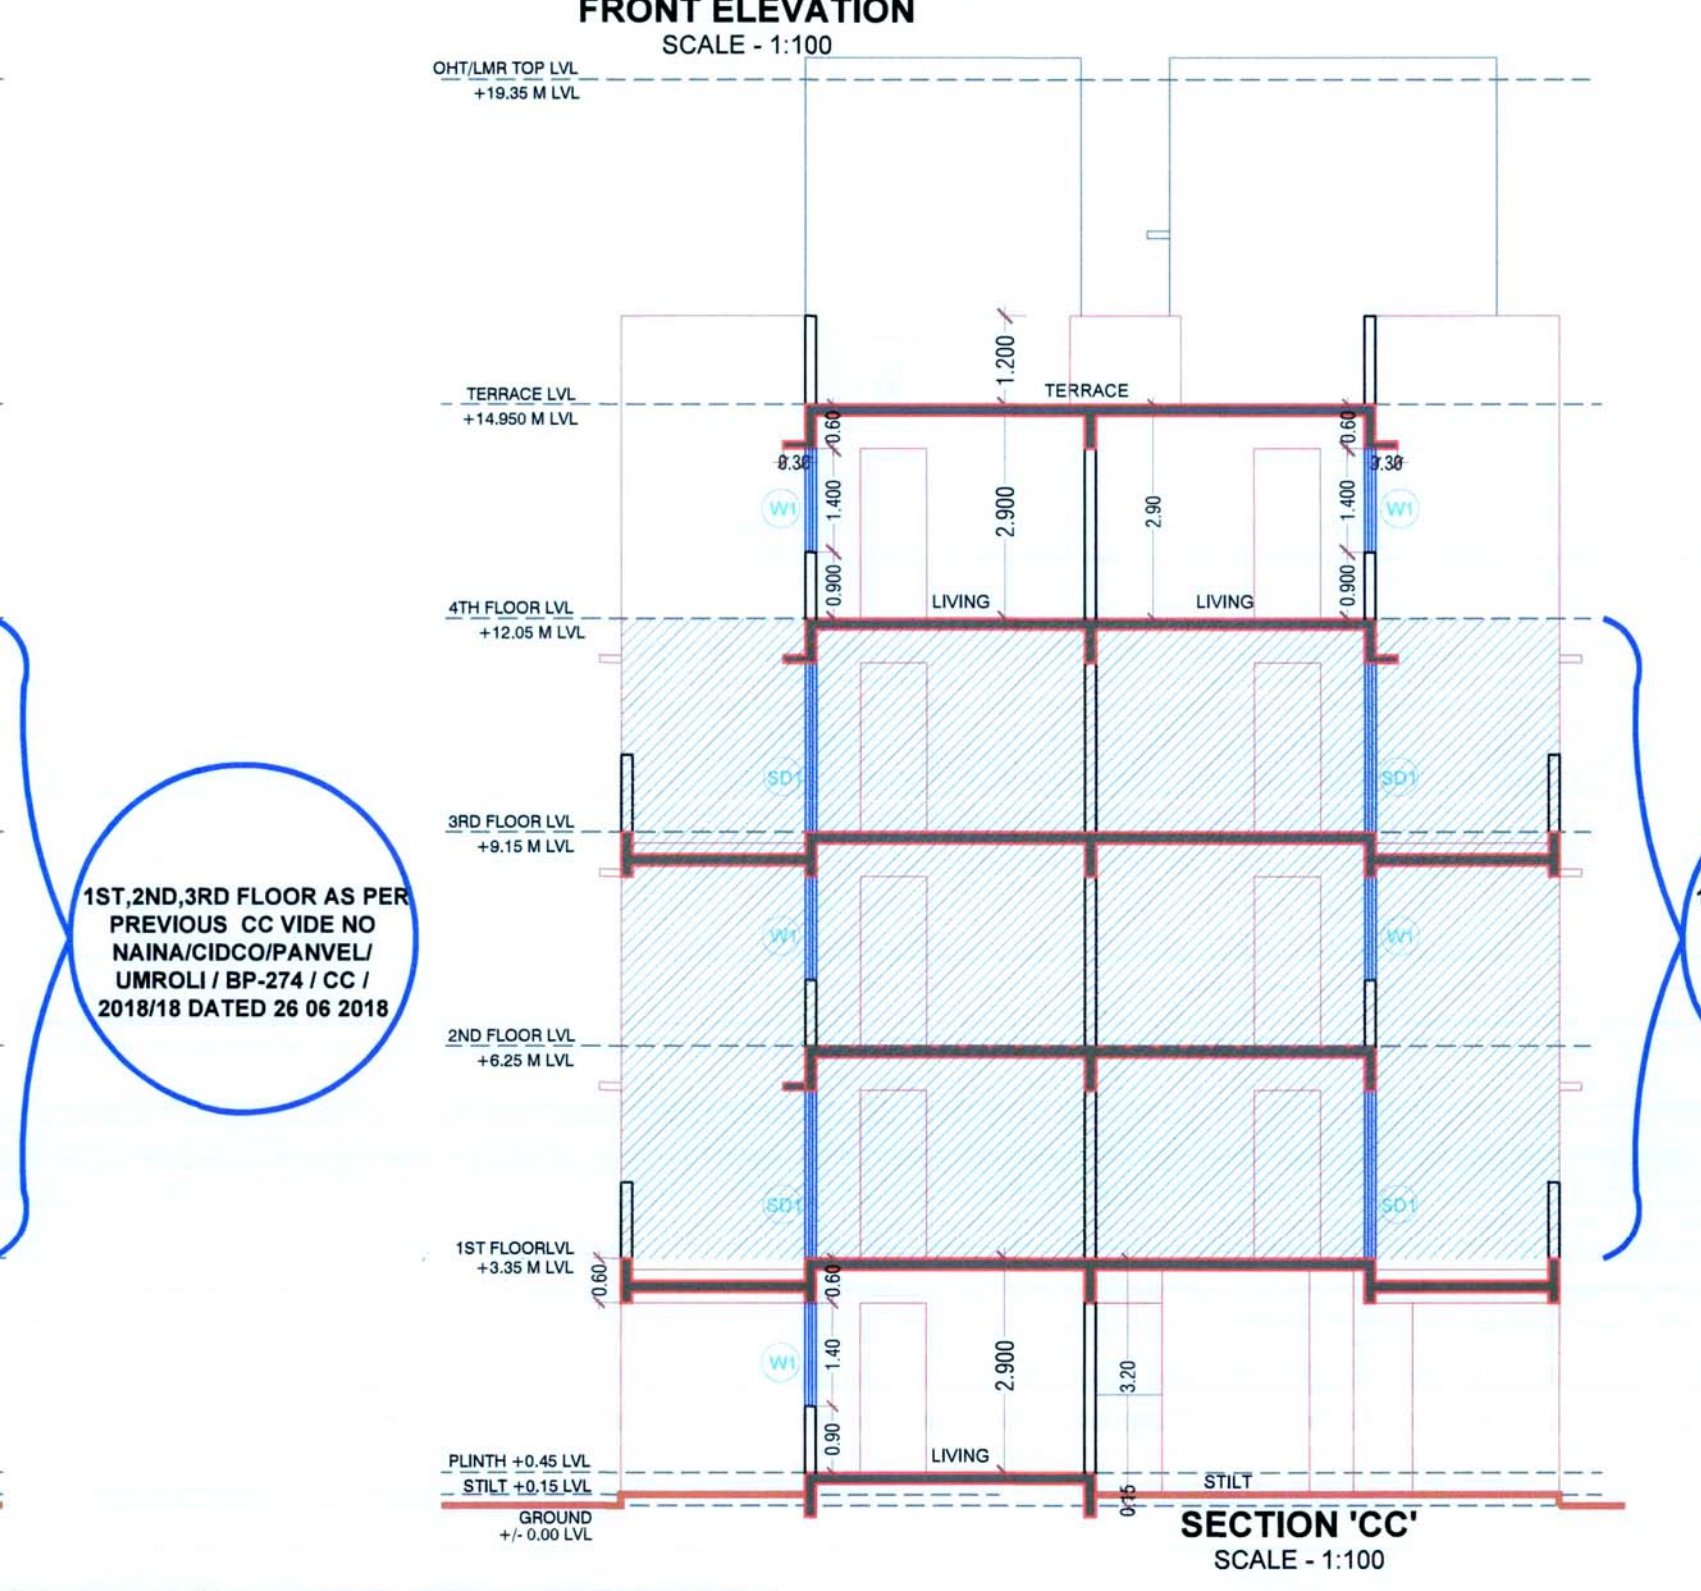 FRONT ELEVATION
SCALE - 1:100
OHT/LMR TOP LVL
+19.35 M LVL
1.200
TERRACE LVL
+14.950 M LVL
TERRACE
0.60
0.60
0.30
0.30
W1
1.400
2.900
2.90
1.400
W1
0.900
0.900
4TH FLOOR LVL
+12.05 M LVL
LIVING
LIVING
SD1
SD1
3RD FLOOR LVL
+9.15 M LVL
1ST,2ND,3RD FLOOR AS PER
PREVIOUS CC VIDE NO
NAINA/CIDCO/PANVEL/
UMROLI / BP-274 / CC /
2018/18 DATED 26 06 2018
W1
W1
2ND FLOOR LVL
+6.25 M LVL
SD1
SD1
1ST FLOORLVL
+3.35 M LVL
0.60
0.60
W1
1.40
2.900
3.20
0.90
PLINTH +0.45 LVL
LIVING
STILT +0.15 LVL
STILT
0.15
GROUND
+/- 0.00 LVL
SECTION 'CC'
SCALE - 1:100